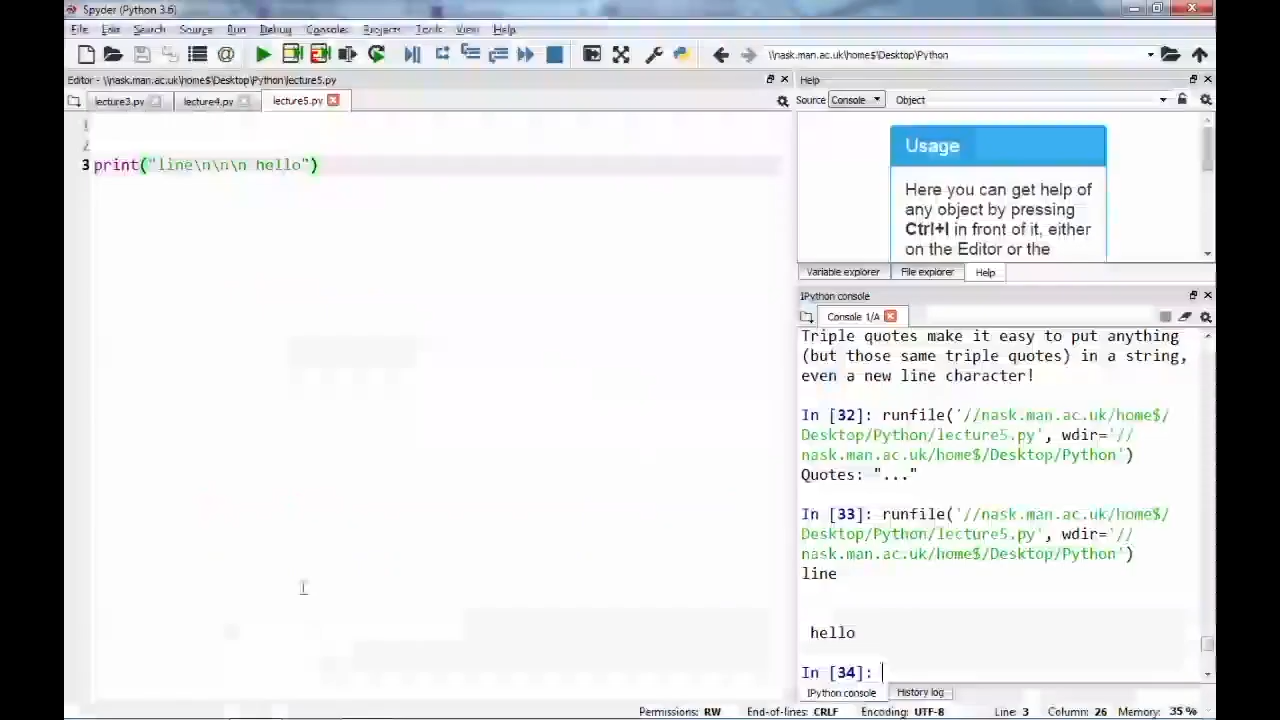 Spyder (Python 3.6)
File Edit Search Source Run Debug Consoles Projects Tools View Help
\\nask.man.ac.uk\home$\Desktop\Python
Editor - \\nask.man.ac.uk\home$\Desktop\Python\lecture5.py
lecture3.py lecture4.py lecture5.py
1
2
3 print("line\n\n\n hello")
Help
Source Console Object
Usage
Here you can get help of
any object by pressing
Ctrl+I in front of it, either
on the Editor or the
Variable explorer File explorer Help
IPython console
Console 1/A
Triple quotes make it easy to put anything
(but those same triple quotes) in a string,
even a new line character!
In [32]: runfile('//nask.man.ac.uk/home$/
Desktop/Python/lecture5.py', wdir='//
nask.man.ac.uk/home$/Desktop/Python')
Quotes: "..."
In [33]: runfile('//nask.man.ac.uk/home$/
Desktop/Python/lecture5.py', wdir='//
nask.man.ac.uk/home$/Desktop/Python')
line
hello
In [34]:
IPython console History log
Permissions: RW End-of-lines: CRLF Encoding: UTF-8 Line: 3 Column: 26 Memory: 35 %